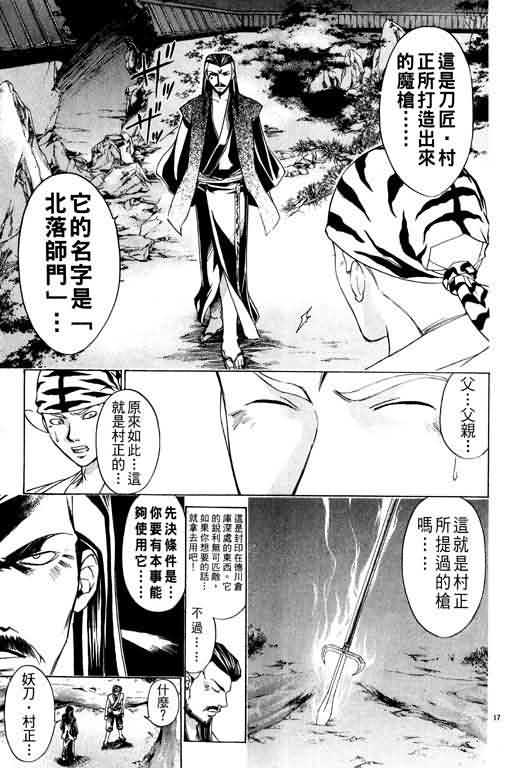 這是刀匠．村
正所打造出來
的魔槍……
它的名字是「
北落師門」…
父…父親…
原來如此…這
就是村正的…
這就是村正
所提過的槍
嗎……
這是封印在德川倉
庫深處的東西。它
的銳利無可匹敵，
如果你想要的話…
就拿去用吧！
不過……
先決條件是…
你要有本事能
夠使用它……
什麼？
妖刀．村正…
17